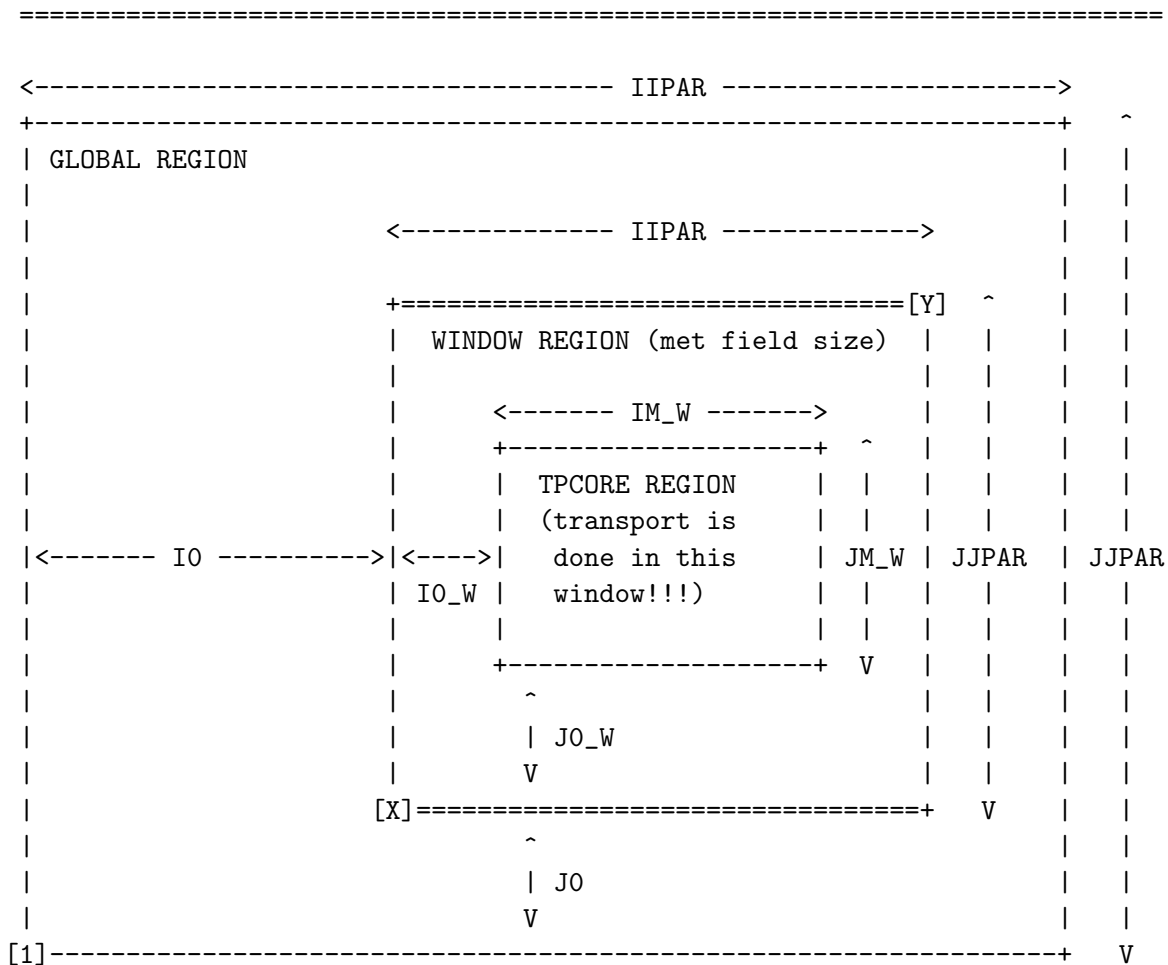 IIPAR
GLOBAL REGION
IIPAR
[Y]
WINDOW REGION (met field size)
IM_W
TPCORE REGION
(transport is
I0 done in this JM_W JJPAR JJPAR
I0_W window!!!)
V
J0_W
V V
[X] V
J0
V
[1] V